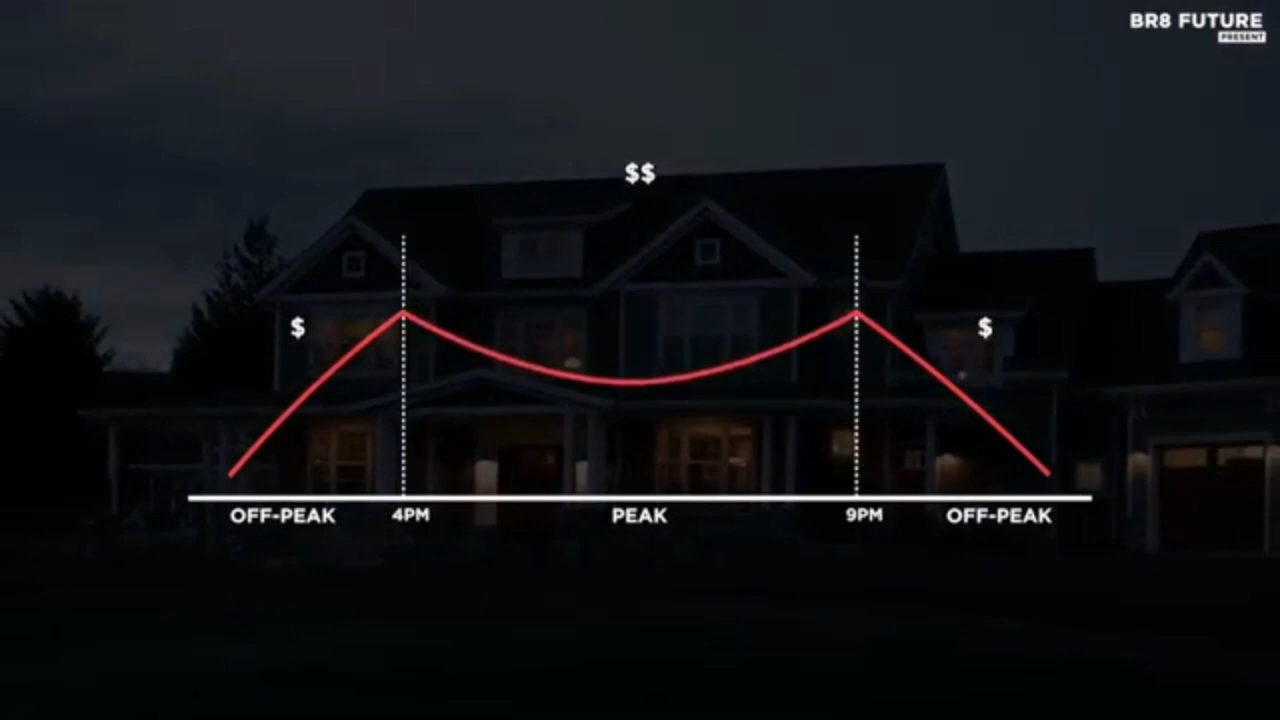 BR8 FUTURE
PRESENT
$$
$
$
OFF-PEAK
4PM
PEAK
9PM
OFF-PEAK